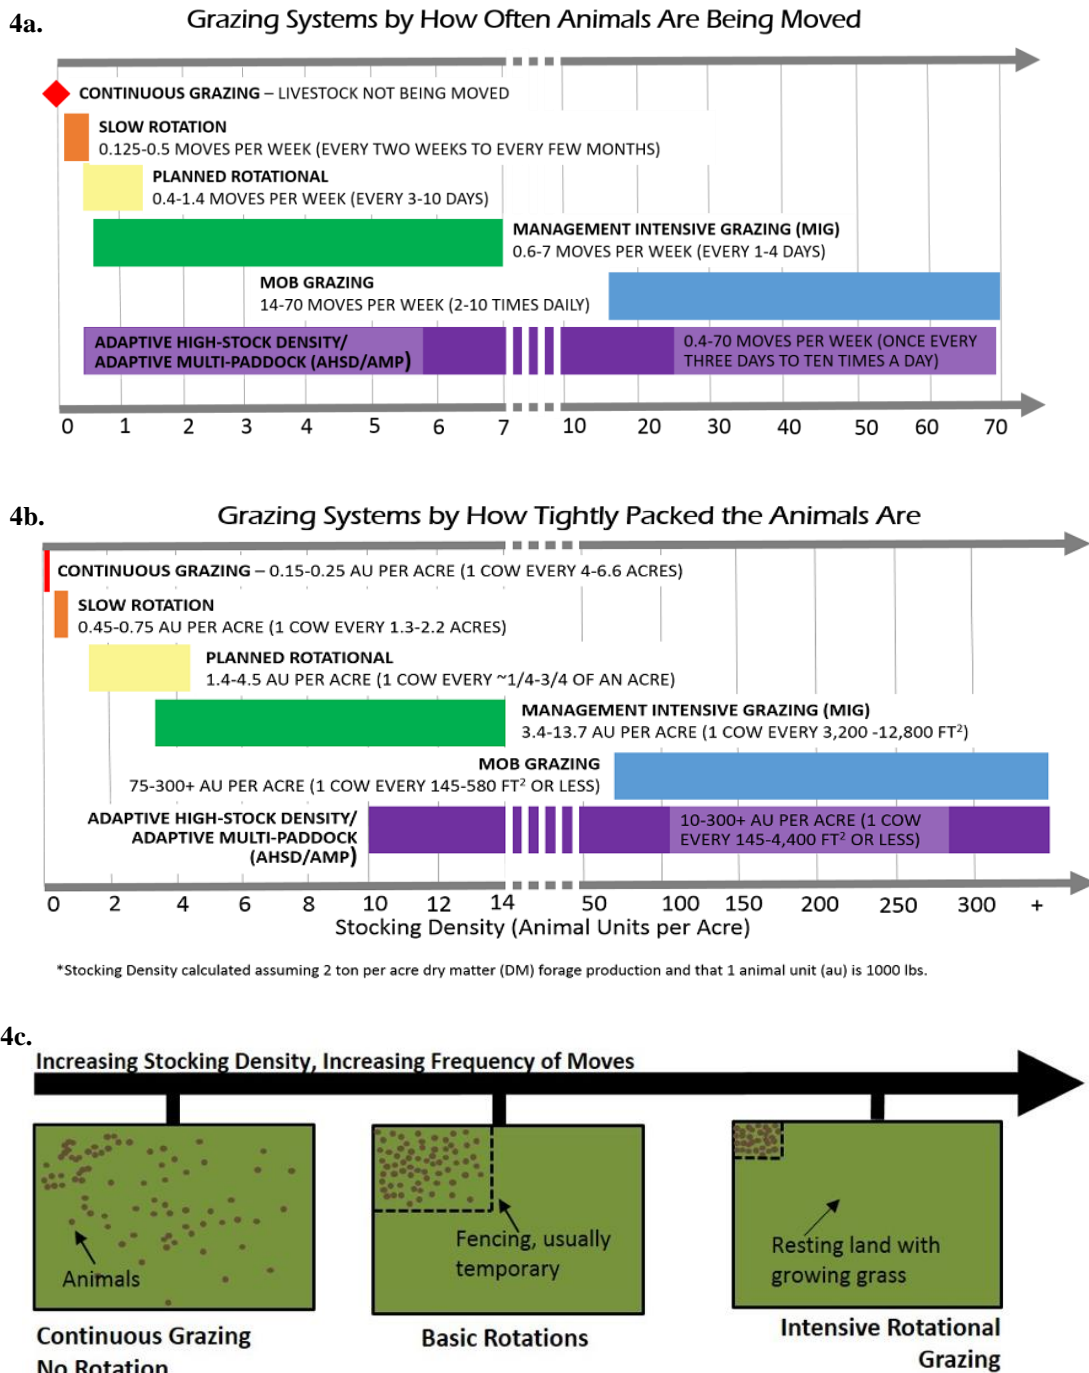 4a.
Grazing Systems by How Often Animals Are Being Moved
CONTINUOUS GRAZING – LIVESTOCK NOT BEING MOVED
SLOW ROTATION
0.125-0.5 MOVES PER WEEK (EVERY TWO WEEKS TO EVERY FEW MONTHS)
PLANNED ROTATIONAL
0.4-1.4 MOVES PER WEEK (EVERY 3-10 DAYS)
MANAGEMENT INTENSIVE GRAZING (MIG)
0.6-7 MOVES PER WEEK (EVERY 1-4 DAYS)
MOB GRAZING
14-70 MOVES PER WEEK (2-10 TIMES DAILY)
ADAPTIVE HIGH-STOCK DENSITY/
ADAPTIVE MULTI-PADDOCK (AHSD/AMP)
0.4-70 MOVES PER WEEK (ONCE EVERY
THREE DAYS TO TEN TIMES A DAY)
0 1 2 3 4 5 6 7 10 20 30 40 50 60 70
4b.
Grazing Systems by How Tightly Packed the Animals Are
CONTINUOUS GRAZING – 0.15-0.25 AU PER ACRE (1 COW EVERY 4-6.6 ACRES)
SLOW ROTATION
0.45-0.75 AU PER ACRE (1 COW EVERY 1.3-2.2 ACRES)
PLANNED ROTATIONAL
1.4-4.5 AU PER ACRE (1 COW EVERY ~1/4-3/4 OF AN ACRE)
MANAGEMENT INTENSIVE GRAZING (MIG)
3.4-13.7 AU PER ACRE (1 COW EVERY 3,200 -12,800 FT²)
MOB GRAZING
75-300+ AU PER ACRE (1 COW EVERY 145-580 FT² OR LESS)
ADAPTIVE HIGH-STOCK DENSITY/
ADAPTIVE MULTI-PADDOCK
(AHSD/AMP)
10-300+ AU PER ACRE (1 COW
EVERY 145-4,400 FT² OR LESS)
0 2 4 6 8 10 12 14 50 100 150 200 250 300 +
Stocking Density (Animal Units per Acre)
*Stocking Density calculated assuming 2 ton per acre dry matter (DM) forage production and that 1 animal unit (au) is 1000 lbs.
4c.
Increasing Stocking Density, Increasing Frequency of Moves
Animals
Fencing, usually
temporary
Resting land with
growing grass
Continuous Grazing
No Rotation
Basic Rotations
Intensive Rotational
Grazing